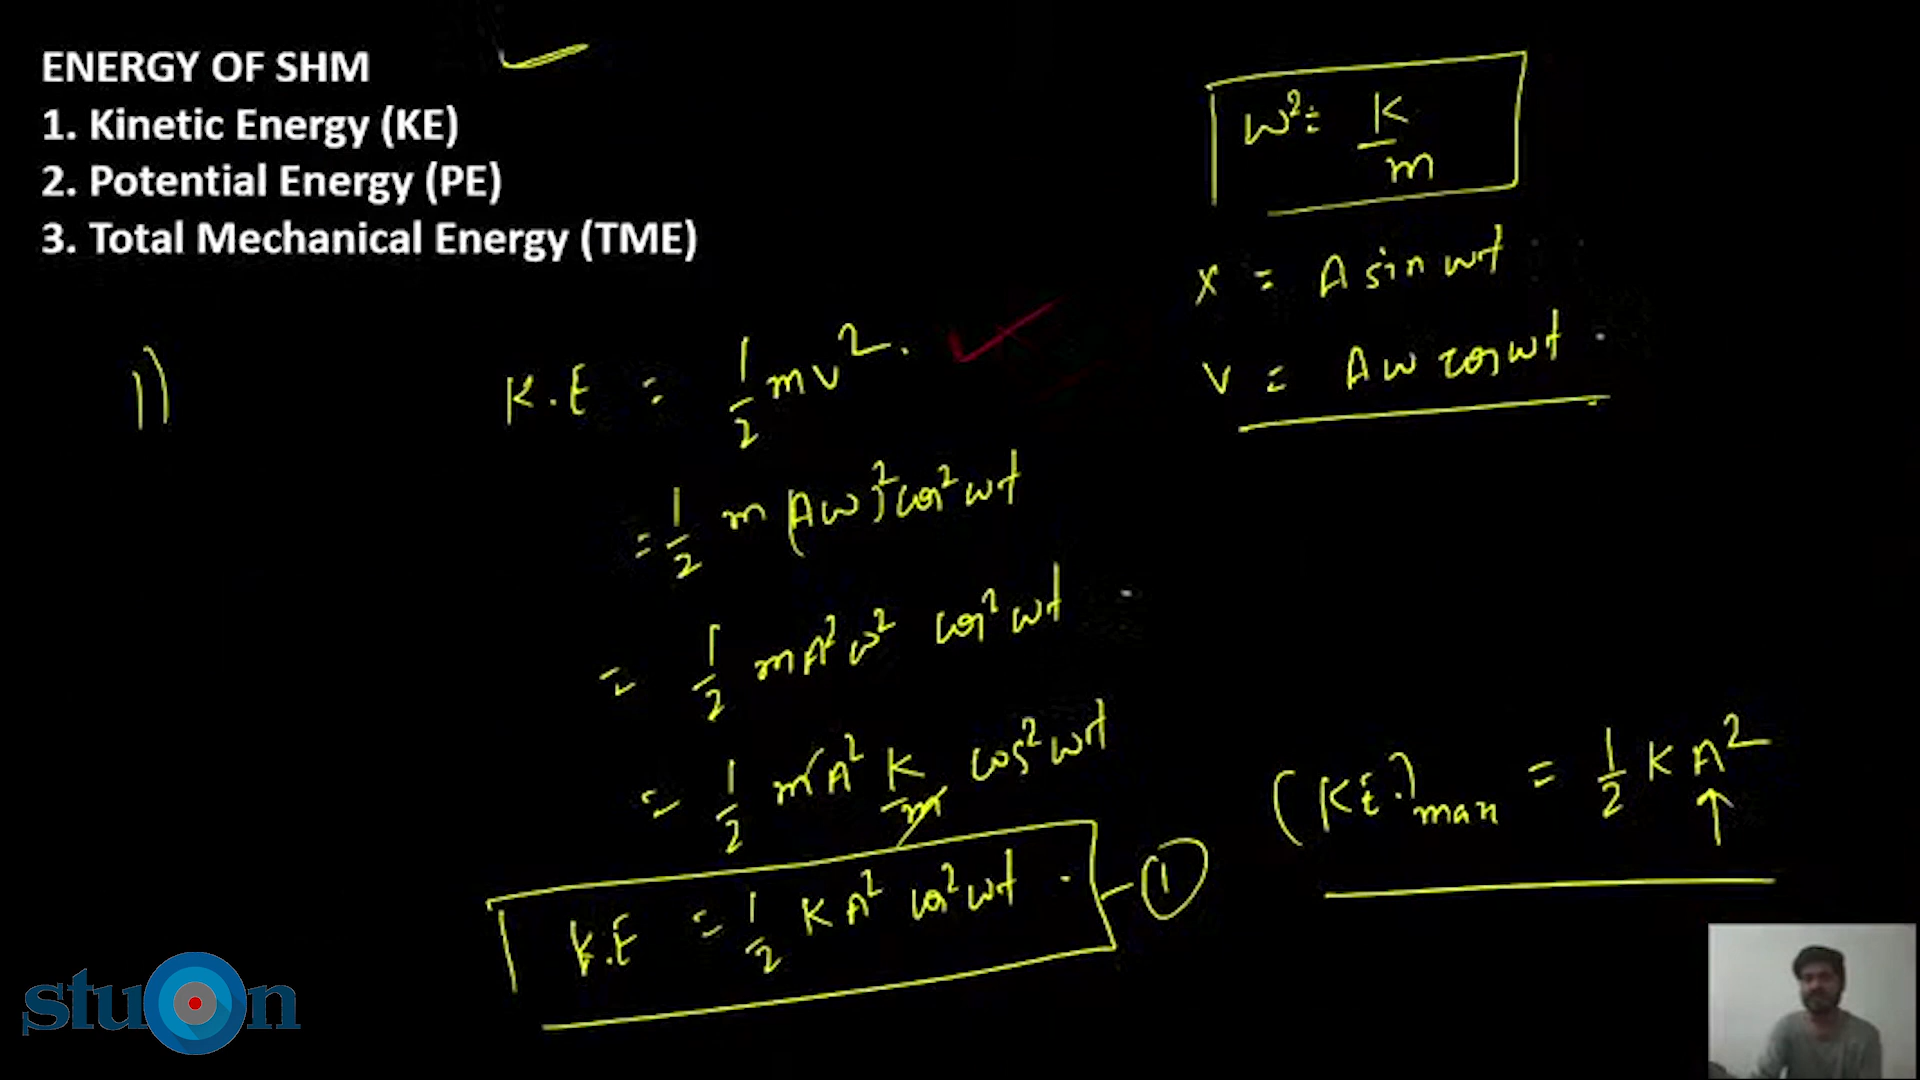 ENERGY OF SHM
1. Kinetic Energy (KE)
2. Potential Energy (PE)
3. Total Mechanical Energy (TME)
ω² = K/m
x = A sin ωt
v = Aω cos ωt
1)
K.E = 1/2 mv².
= 1/2 m (Aω)² cos² ωt
= 1/2 mA²ω² cos² ωt
= 1/2 mA² K/m cos² ωt
K.E = 1/2 KA² cos² ωt . - ①
(KE.)max = 1/2 KA²
stuOn